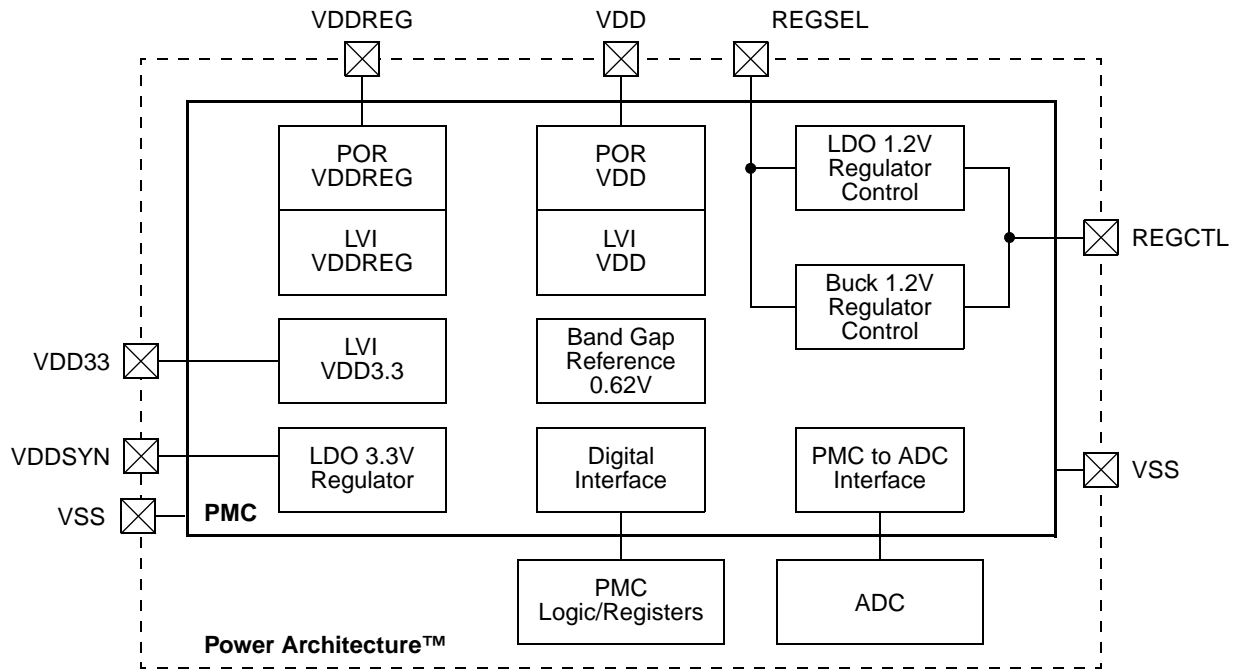 VDDREG
VDD
REGSEL
POR
VDDREG
POR
VDD
LDO 1.2V
Regulator
Control
LVI
VDDREG
LVI
VDD
REGCTL
Buck 1.2V
Regulator
Control
VDD33
LVI
VDD3.3
Band Gap
Reference
0.62V
VDDSYN
LDO 3.3V
Regulator
Digital
Interface
PMC to ADC
Interface
VSS
VSS
PMC
PMC
Logic/Registers
ADC
Power Architecture™